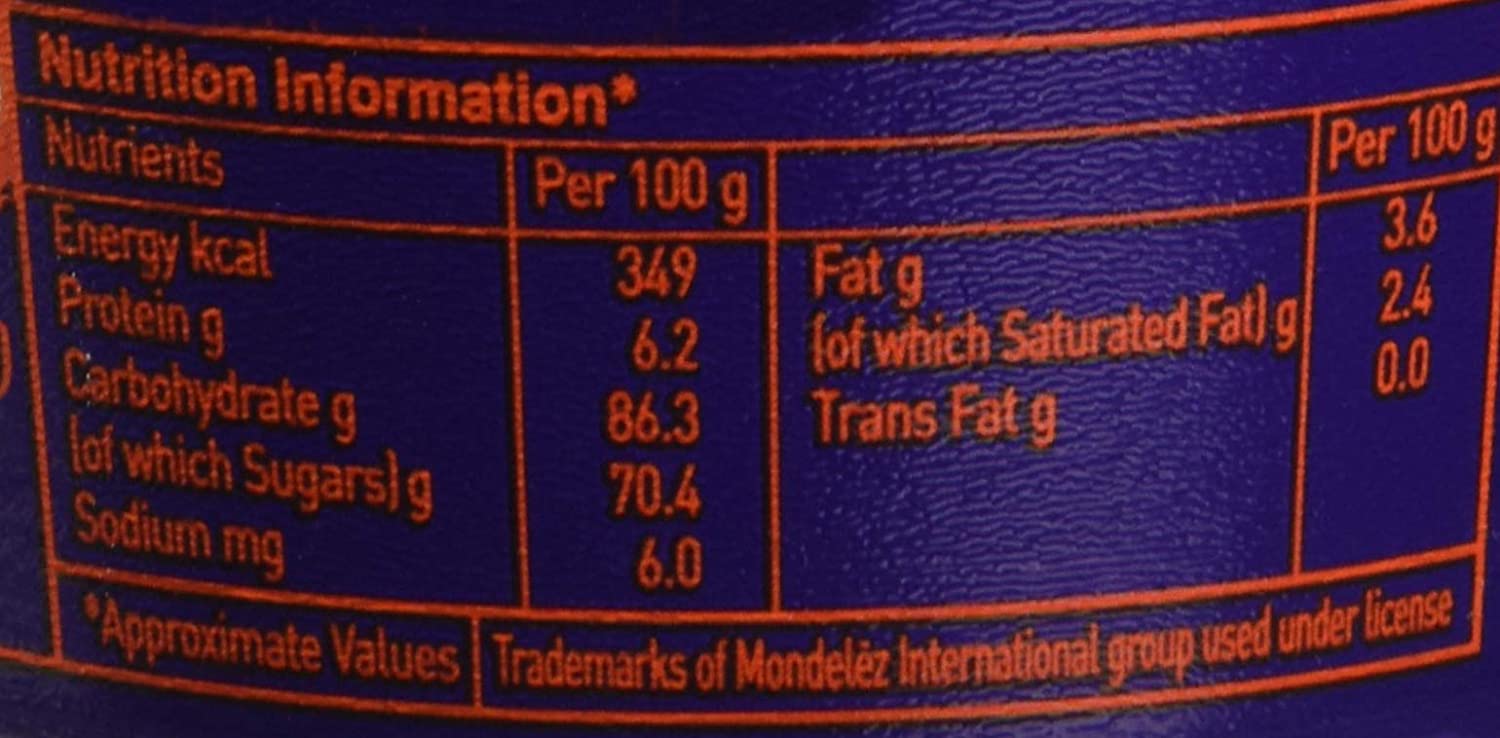 Nutrition Information*
Nutrients Per 100 g Per 100 g
Energy kcal 349 Fat g 3.6
Protein g 6.2 (of which Saturated Fat) g 2.4
Carbohydrate g 86.3 Trans Fat g 0.0
(of which Sugars) g 70.4
Sodium mg 6.0
*Approximate Values Trademarks of Mondelēz International group used under license